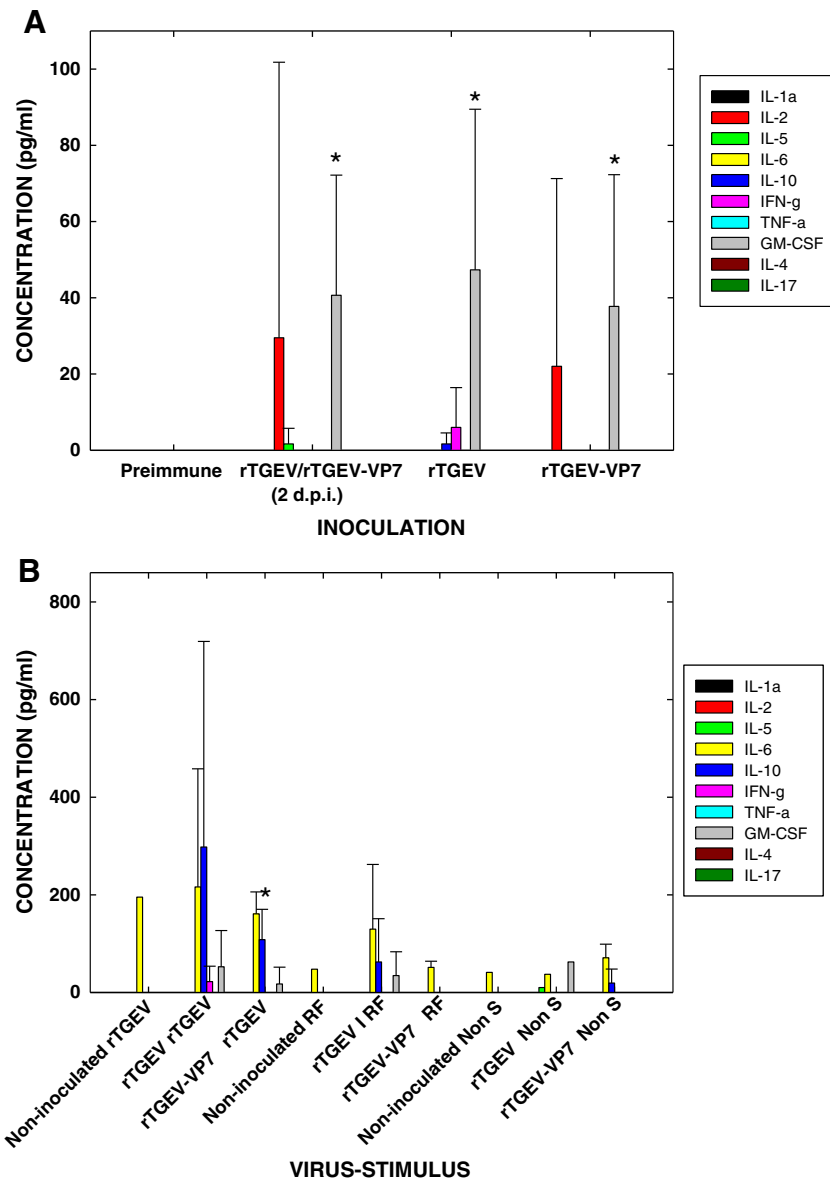 A
CONCENTRATION (pg/ml)
100
80
60
40
20
0
*
*
*
Preimmune
rTGEV/rTGEV-VP7
(2 d.p.i.)
rTGEV
rTGEV-VP7
INOCULATION
IL-1a
IL-2
IL-5
IL-6
IL-10
IFN-g
TNF-a
GM-CSF
IL-4
IL-17
B
CONCENTRATION (pg/ml)
800
600
400
200
0
*
Non-inoculated rTGEV
rTGEV rTGEV
rTGEV-VP7 rTGEV
Non-inoculated RF
rTGEV I RF
rTGEV-VP7 RF
Non-inoculated Non S
rTGEV Non S
rTGEV-VP7 Non S
VIRUS-STIMULUS
IL-1a
IL-2
IL-5
IL-6
IL-10
IFN-g
TNF-a
GM-CSF
IL-4
IL-17